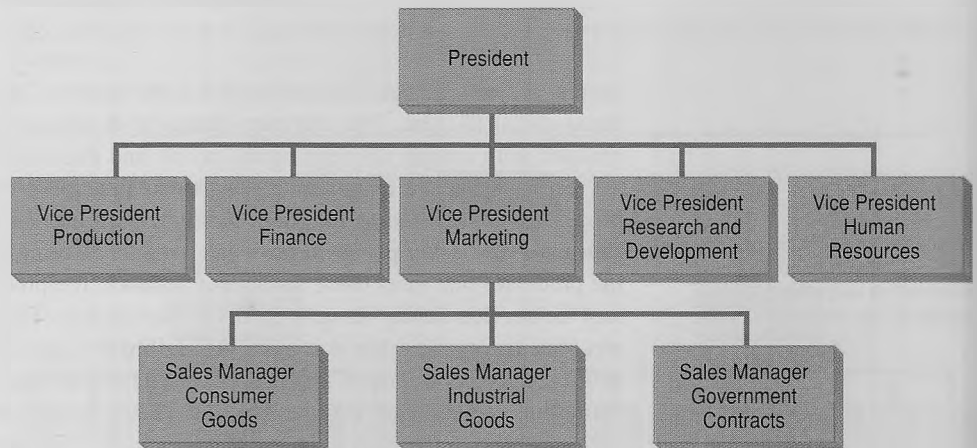 President
Vice President
Production
Vice President
Finance
Vice President
Marketing
Vice President
Research and
Development
Vice President
Human
Resources
Sales Manager
Consumer
Goods
Sales Manager
Industrial
Goods
Sales Manager
Government
Contracts